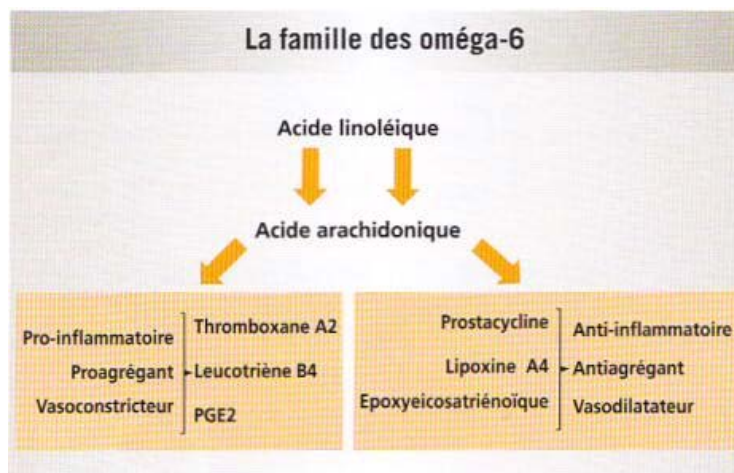 La famille des oméga-6
Acide linoléique
Acide arachidonique
Pro-inflammatoire
Proagrégant
Vasoconstricteur
Thromboxane A2
Leucotriène B4
PGE2
Prostacycline
Lipoxine A4
Epoxyeicosatriénoïque
Anti-inflammatoire
Antiagrégant
Vasodilatateur